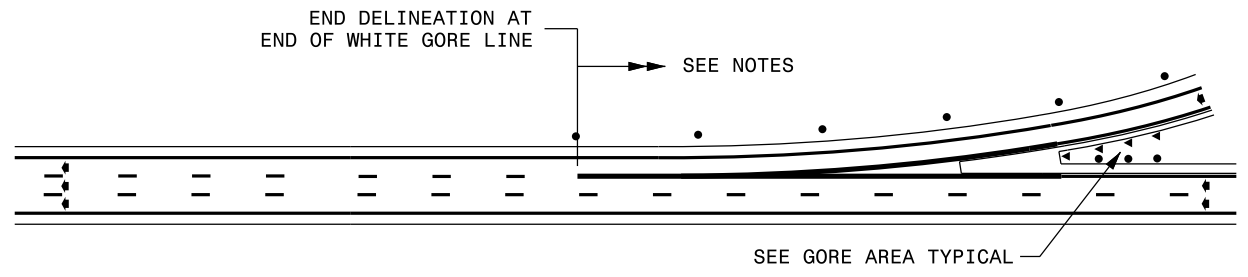 END DELINEATION AT
END OF WHITE GORE LINE
SEE NOTES
SEE GORE AREA TYPICAL